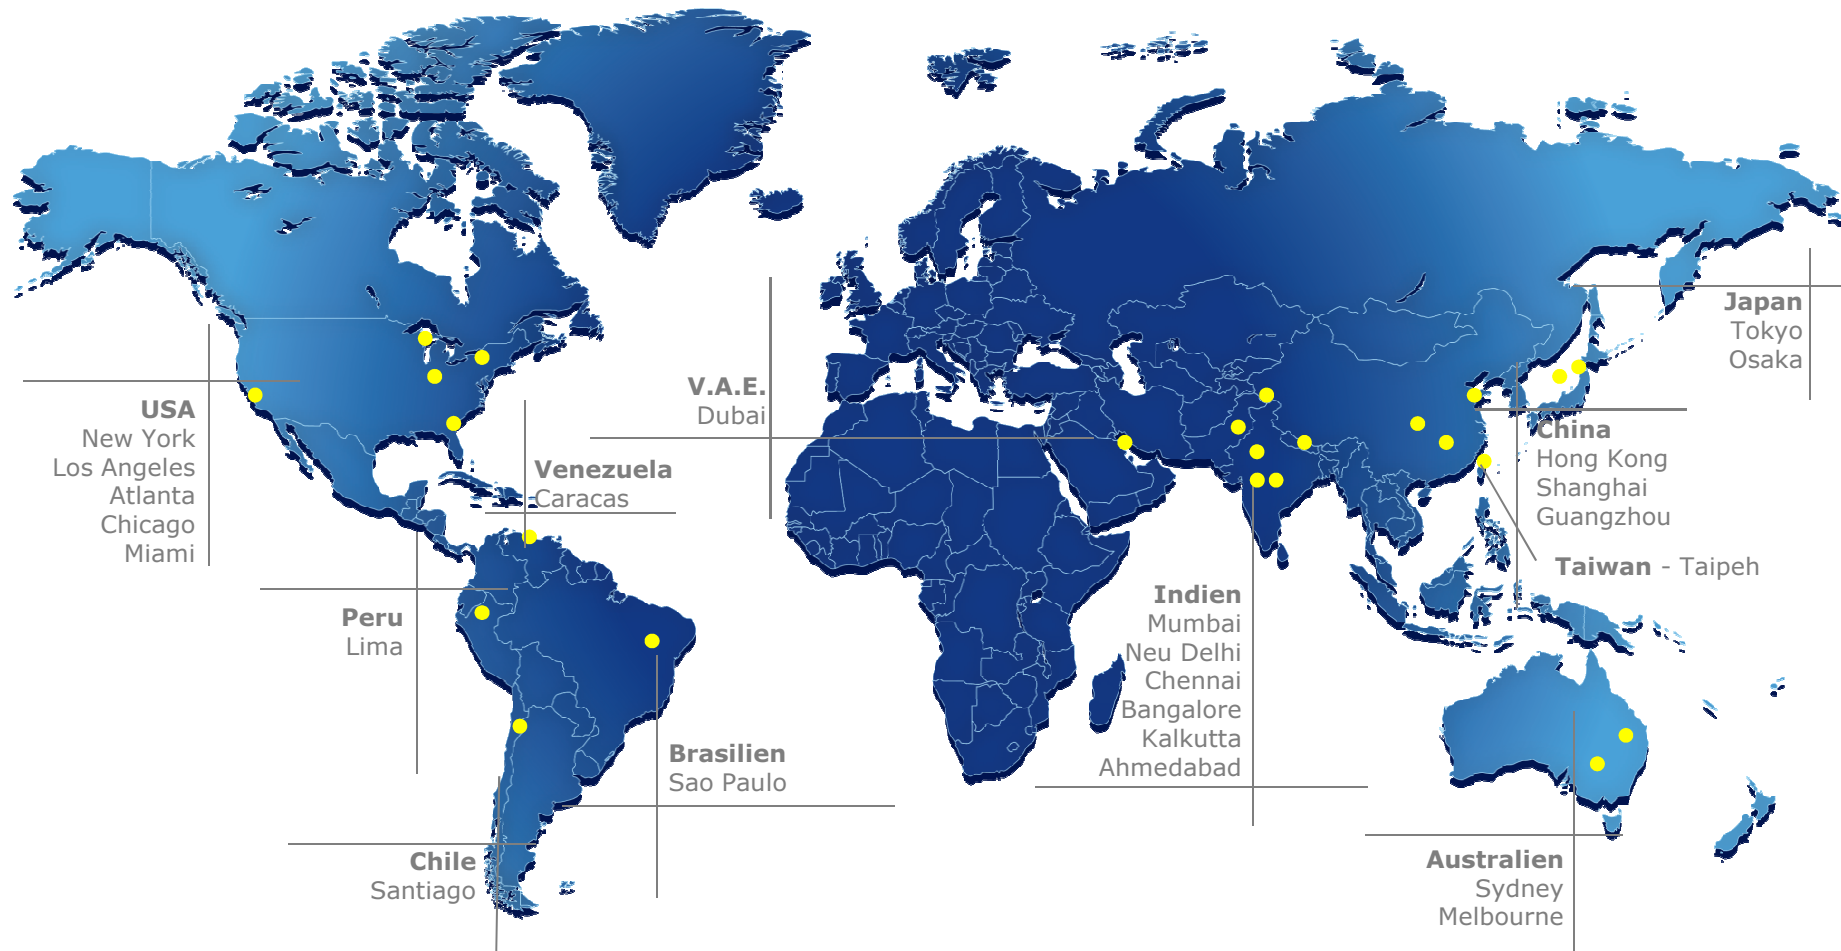 USA
New York
Los Angeles
Atlanta
Chicago
Miami
Venezuela
Caracas
Peru
Lima
Brasilien
Sao Paulo
Chile
Santiago
V.A.E.
Dubai
Indien
Mumbai
Neu Delhi
Chennai
Bangalore
Kalkutta
Ahmedabad
Japan
Tokyo
Osaka
China
Hong Kong
Shanghai
Guangzhou
Taiwan - Taipeh
Australien
Sydney
Melbourne